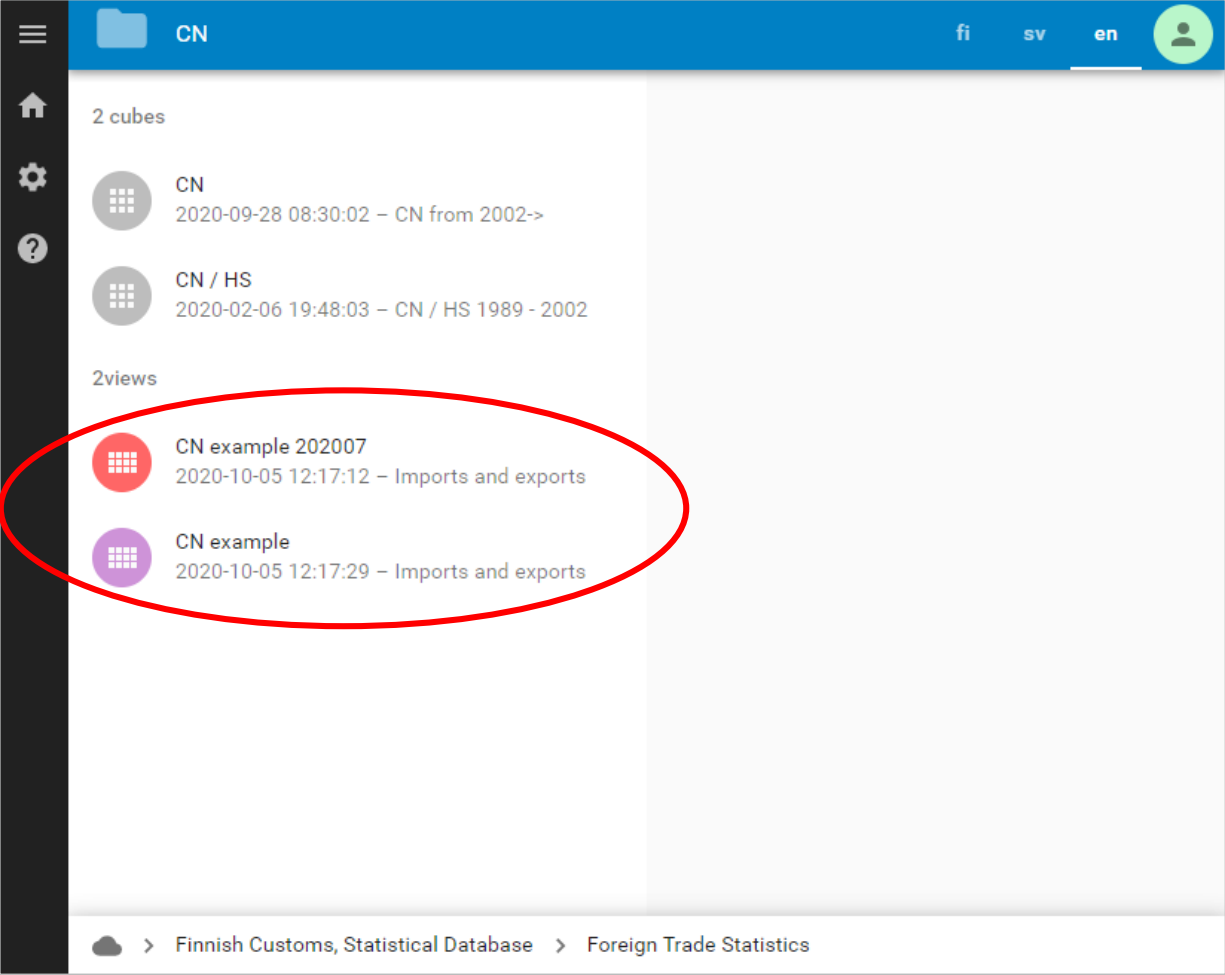 CN
fi sv en
2 cubes
CN
2020-09-28 08:30:02 – CN from 2002->
CN / HS
2020-02-06 19:48:03 – CN / HS 1989 - 2002
2views
CN example 202007
2020-10-05 12:17:12 – Imports and exports
CN example
2020-10-05 12:17:29 – Imports and exports
Finnish Customs, Statistical Database > Foreign Trade Statistics